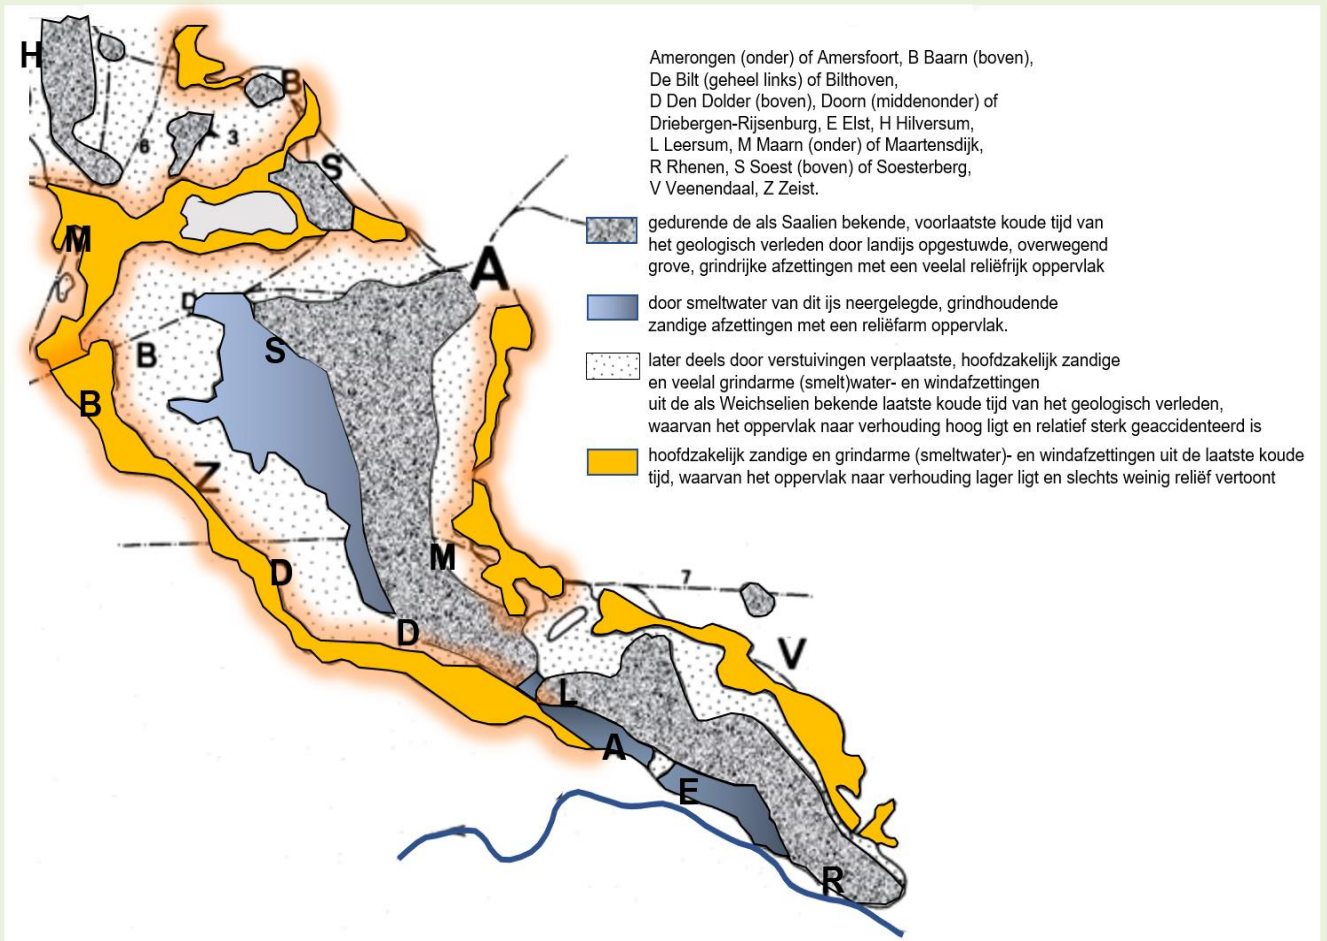 Amerongen (onder) of Amersfoort, B Baarn (boven),
De Bilt (geheel links) of Bilthoven,
D Den Dolder (boven), Doorn (middenonder) of
Driebergen-Rijsenburg, E Elst, H Hilversum,
L Leersum, M Maarn (onder) of Maartensdijk,
R Rhenen, S Soest (boven) of Soesterberg,
V Veenendaal, Z Zeist.
gedurende de als Saalien bekende, voorlaatste koude tijd van
het geologisch verleden door landijs opgestuwde, overwegend
grove, grindrijke afzettingen met een veelal reliëfrijk oppervlak
door smeltwater van dit ijs neergelegde, grindhoudende
zandige afzettingen met een reliëfarm oppervlak.
later deels door verstuivingen verplaatste, hoofdzakelijk zandige
en veelal grindarme (smelt)water- en windafzettingen
uit de als Weichselien bekende laatste koude tijd van het geologisch verleden,
waarvan het oppervlak naar verhouding hoog ligt en relatief sterk geaccidenteerd is
hoofdzakelijk zandige en grindarme (smeltwater)- en windafzettingen uit de laatste koude
tijd, waarvan het oppervlak naar verhouding lager ligt en slechts weinig reliëf vertoont
H
B
6
3
S
M
A
D
B
S
B
Z
M
D
7
D
V
L
A
E
R